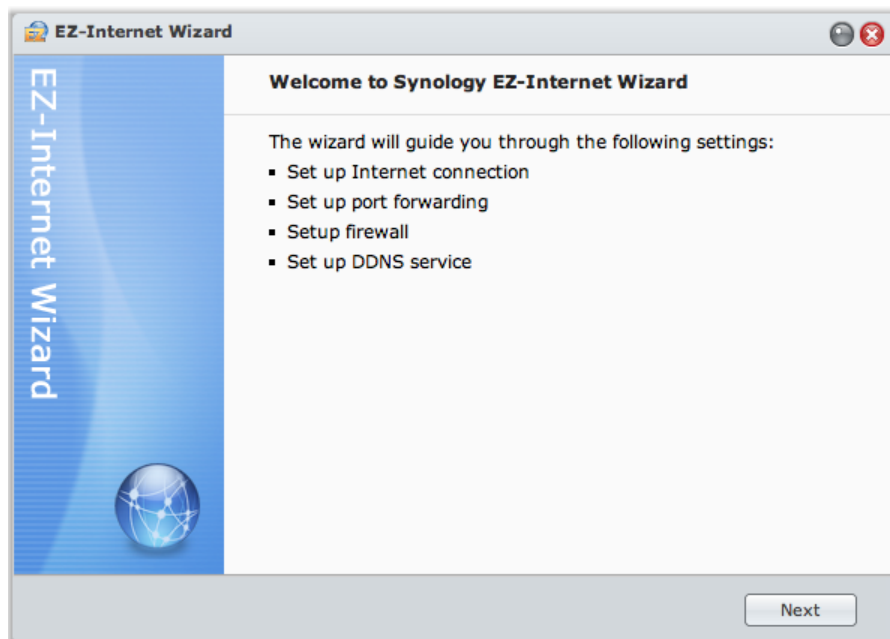 EZ-Internet Wizard
EZ-Internet Wizard
Welcome to Synology EZ-Internet Wizard
The wizard will guide you through the following settings:
▪ Set up Internet connection
▪ Set up port forwarding
▪ Setup firewall
▪ Set up DDNS service
Next